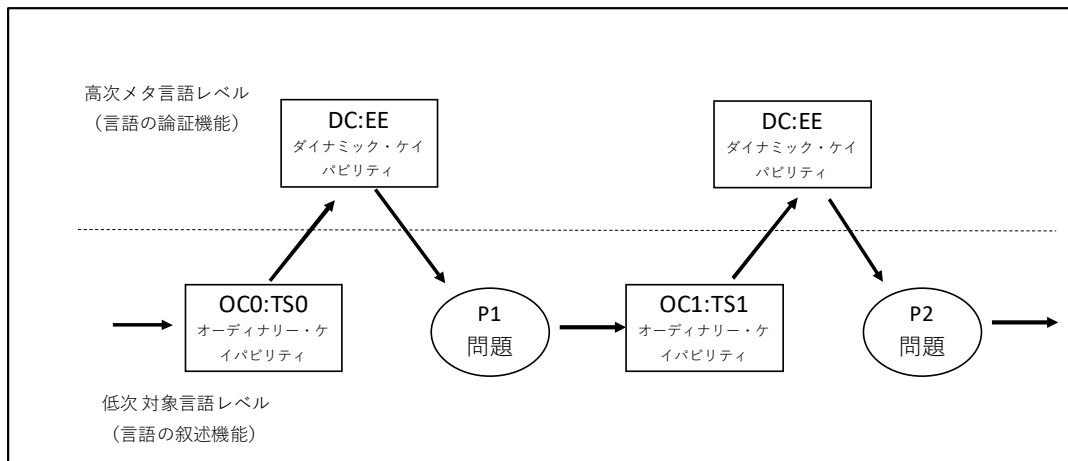 高次メタ言語レベル
（言語の論証機能）
DC:EE
ダイナミック・ケイ
パビリティ
DC:EE
ダイナミック・ケイ
パビリティ
OC0:TS0
オーディナリー・ケ
イパビリティ
P1
問題
OC1:TS1
オーディナリー・ケ
イパビリティ
P2
問題
低次 対象言語レベル
（言語の叙述機能）